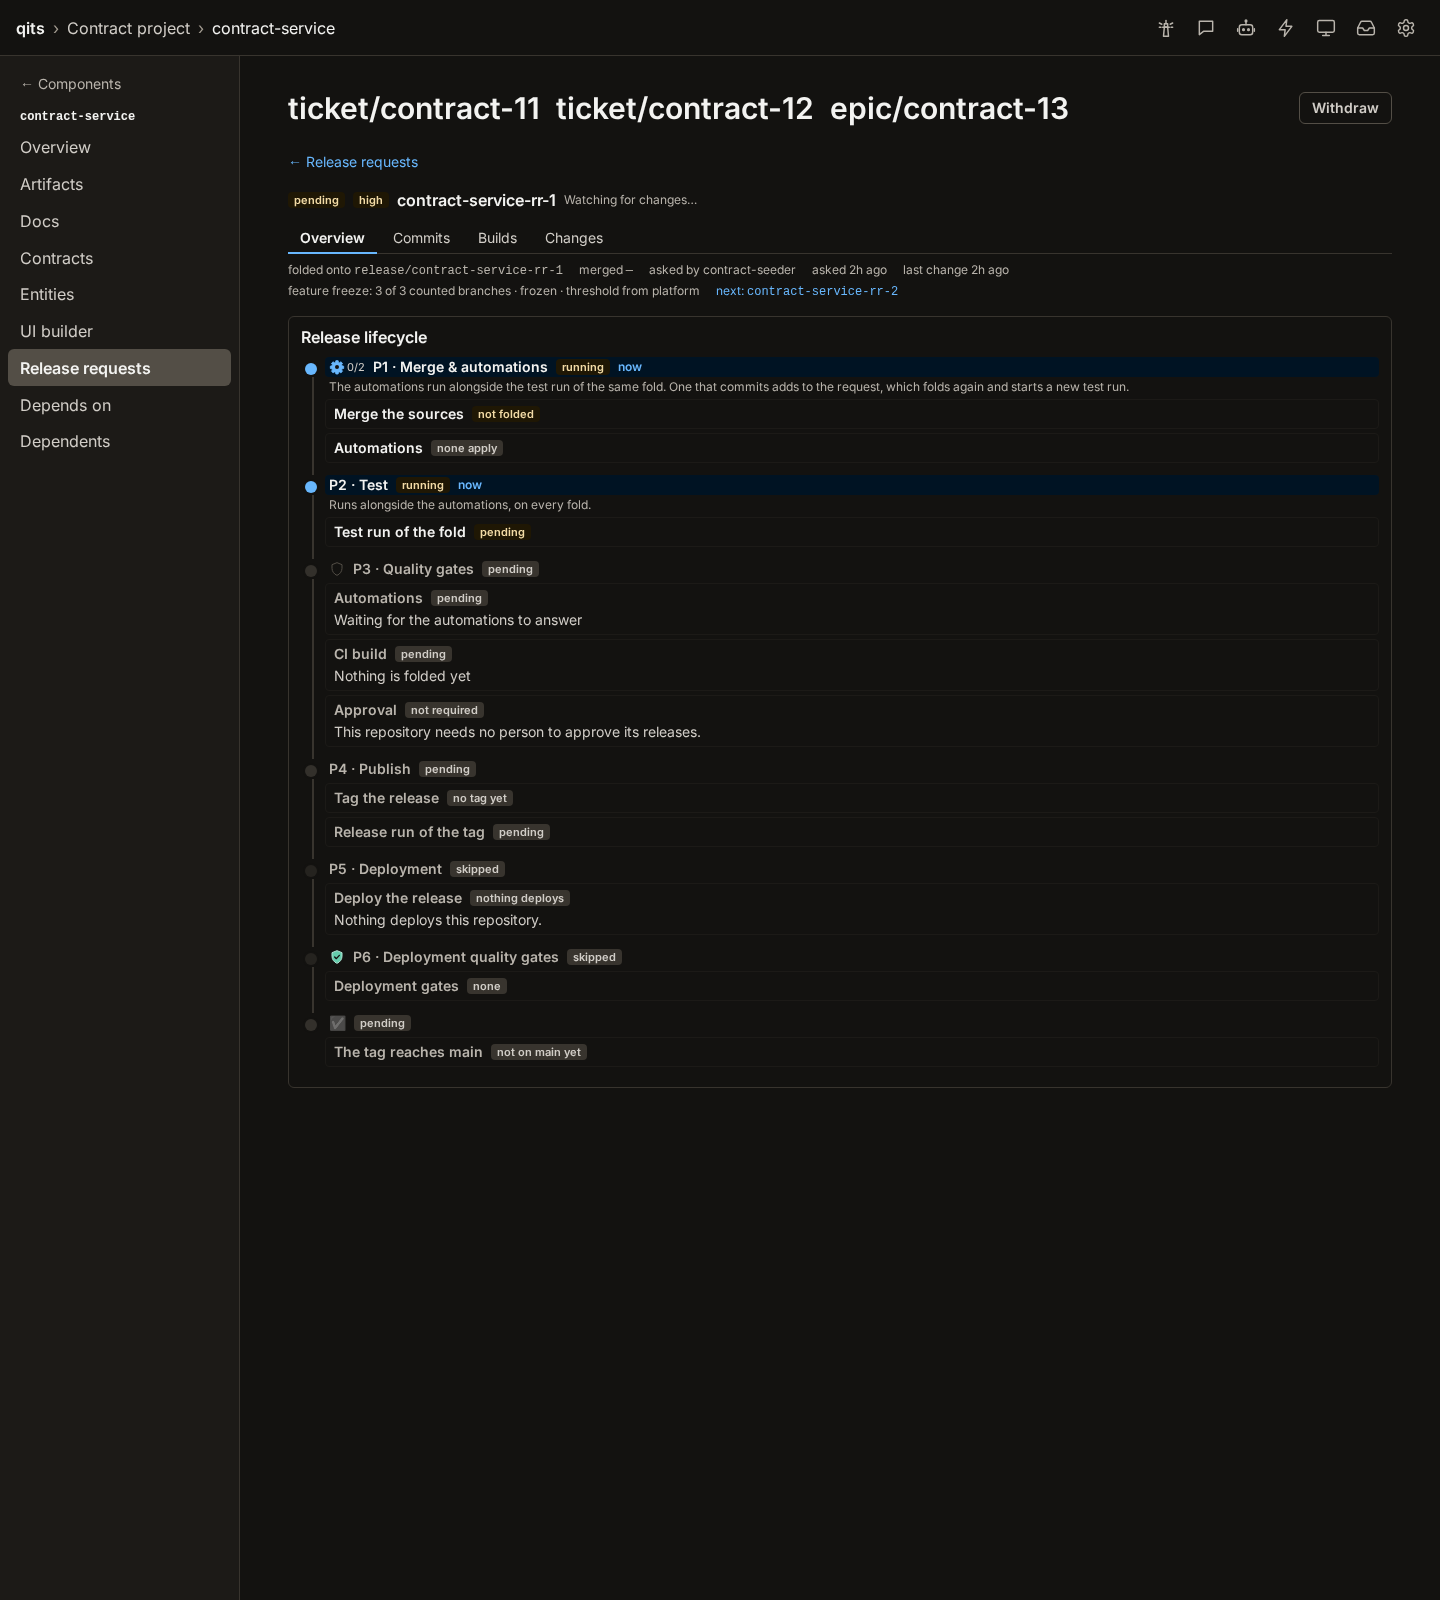 qits › Contract project › contract-service
← Components
contract-service
Overview
Artifacts
Docs
Contracts
Entities
UI builder
Release requests
Depends on
Dependents
ticket/contract-11 ticket/contract-12 epic/contract-13
Withdraw
← Release requests
pending high contract-service-rr-1 Watching for changes…
Overview Commits Builds Changes
folded onto release/contract-service-rr-1 merged — asked by contract-seeder asked 2h ago last change 2h ago
feature freeze: 3 of 3 counted branches · frozen · threshold from platform next: contract-service-rr-2
Release lifecycle
0/2 P1 · Merge & automations running now
The automations run alongside the test run of the same fold. One that commits adds to the request, which folds again and starts a new test run.
Merge the sources not folded
Automations none apply
P2 · Test running now
Runs alongside the automations, on every fold.
Test run of the fold pending
P3 · Quality gates pending
Automations pending
Waiting for the automations to answer
CI build pending
Nothing is folded yet
Approval not required
This repository needs no person to approve its releases.
P4 · Publish pending
Tag the release no tag yet
Release run of the tag pending
P5 · Deployment skipped
Deploy the release nothing deploys
Nothing deploys this repository.
P6 · Deployment quality gates skipped
Deployment gates none
pending
The tag reaches main not on main yet